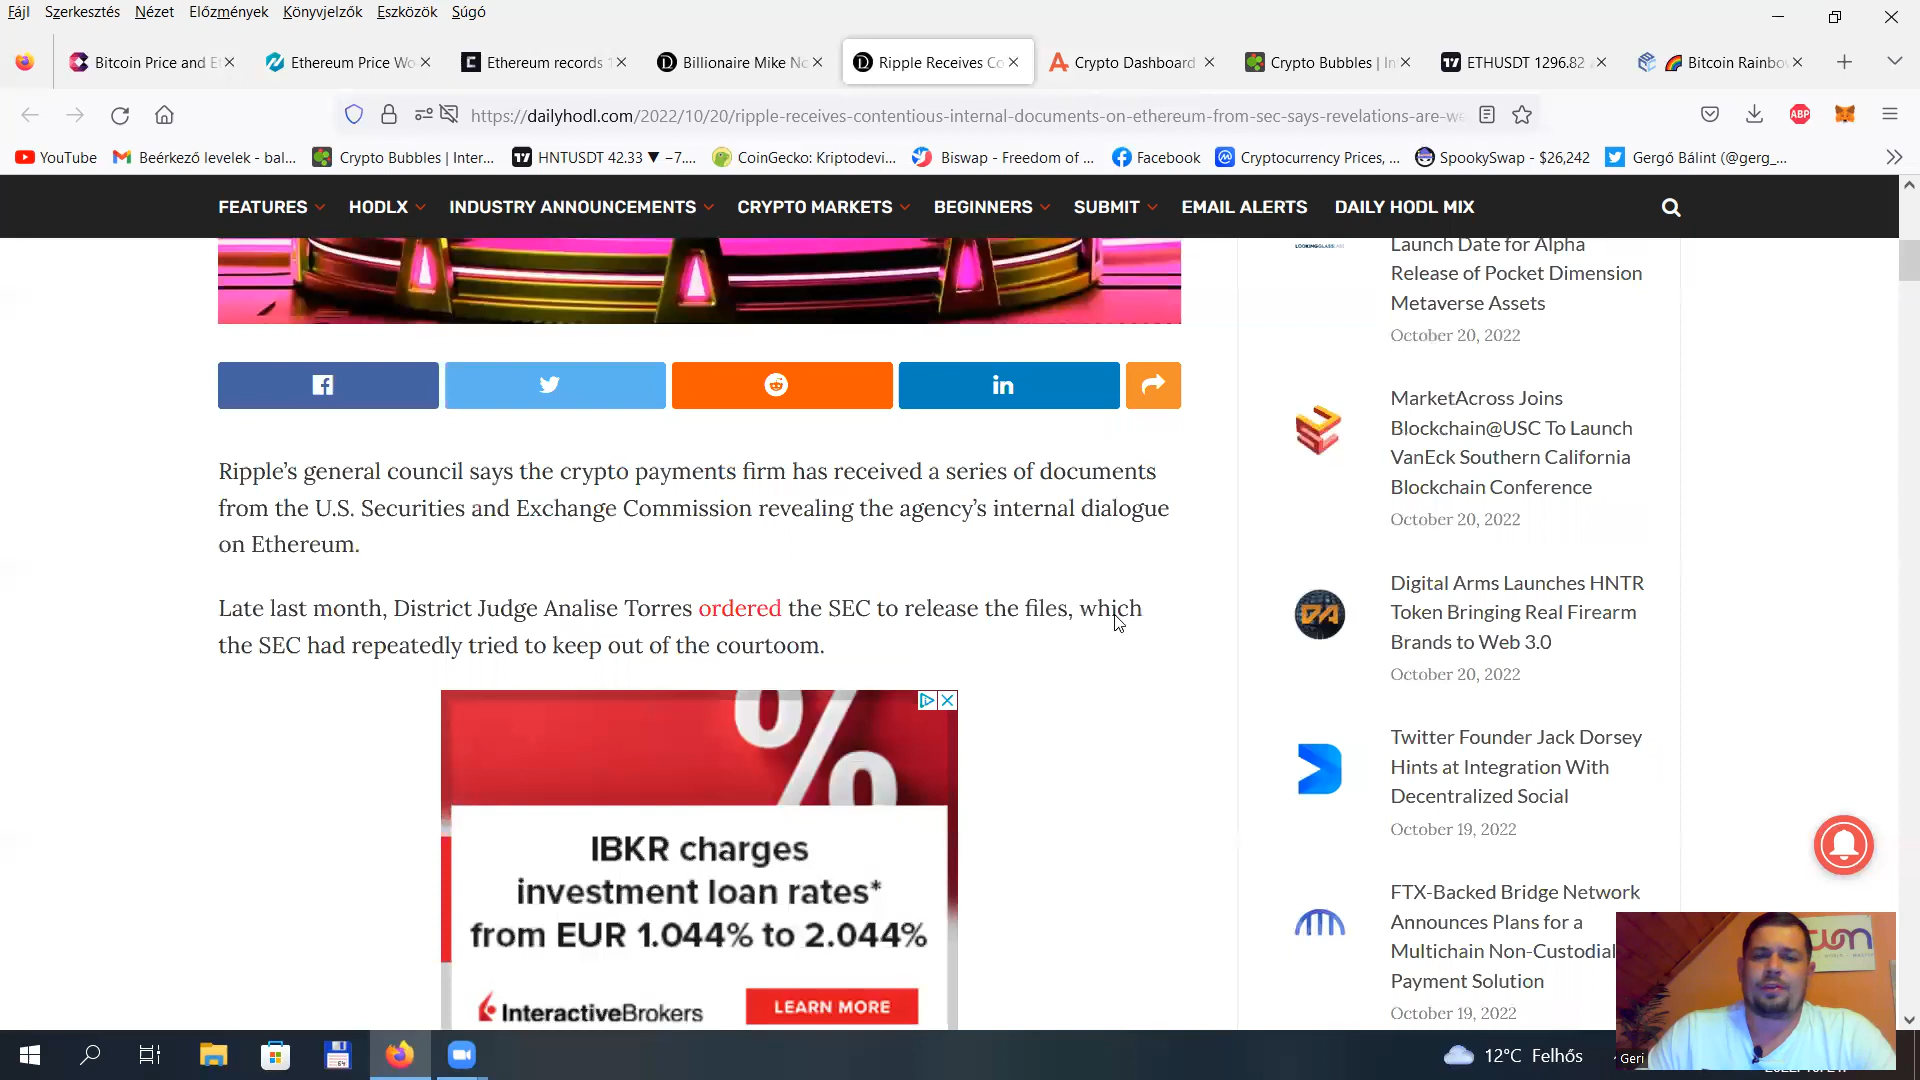 Fájl Szerkesztés Nézet Előzmények Könyvjelzők Eszközök Súgó
Bitcoin Price and E
Ethereum Price Wo
Ethereum records 1
Billionaire Mike No
Ripple Receives Co
Crypto Dashboard
Crypto Bubbles | In
ETHUSDT 1296.82
Bitcoin Rainbo
https://dailyhodl.com/2022/10/20/ripple-receives-contentious-internal-documents-on-ethereum-from-sec-says-revelations-are-we
ABP
YouTube
Beérkező levelek - bal...
Crypto Bubbles | Inter...
HNTUSDT 42.33 ▼ −7....
CoinGecko: Kriptodevi...
Biswap - Freedom of ...
Facebook
Cryptocurrency Prices, ...
SpookySwap - $26,242
Gergő Bálint (@gerg_...
FEATURES HODLX INDUSTRY ANNOUNCEMENTS CRYPTO MARKETS BEGINNERS SUBMIT EMAIL ALERTS DAILY HODL MIX
Ripple’s general council says the crypto payments firm has received a series of documents
from the U.S. Securities and Exchange Commission revealing the agency’s internal dialogue
on Ethereum.
Late last month, District Judge Analise Torres ordered the SEC to release the files, which
the SEC had repeatedly tried to keep out of the courtoom.
%
IBKR charges
investment loan rates*
from EUR 1.044% to 2.044%
InteractiveBrokers
LEARN MORE
LOOKINGGLASSLABS
Launch Date for Alpha
Release of Pocket Dimension
Metaverse Assets
October 20, 2022
MarketAcross Joins
Blockchain@USC To Launch
VanEck Southern California
Blockchain Conference
October 20, 2022
DA
Digital Arms Launches HNTR
Token Bringing Real Firearm
Brands to Web 3.0
October 20, 2022
Twitter Founder Jack Dorsey
Hints at Integration With
Decentralized Social
October 19, 2022
FTX-Backed Bridge Network
Announces Plans for a
Multichain Non-Custodial
Payment Solution
October 19, 2022
Geri
12°C Felhős